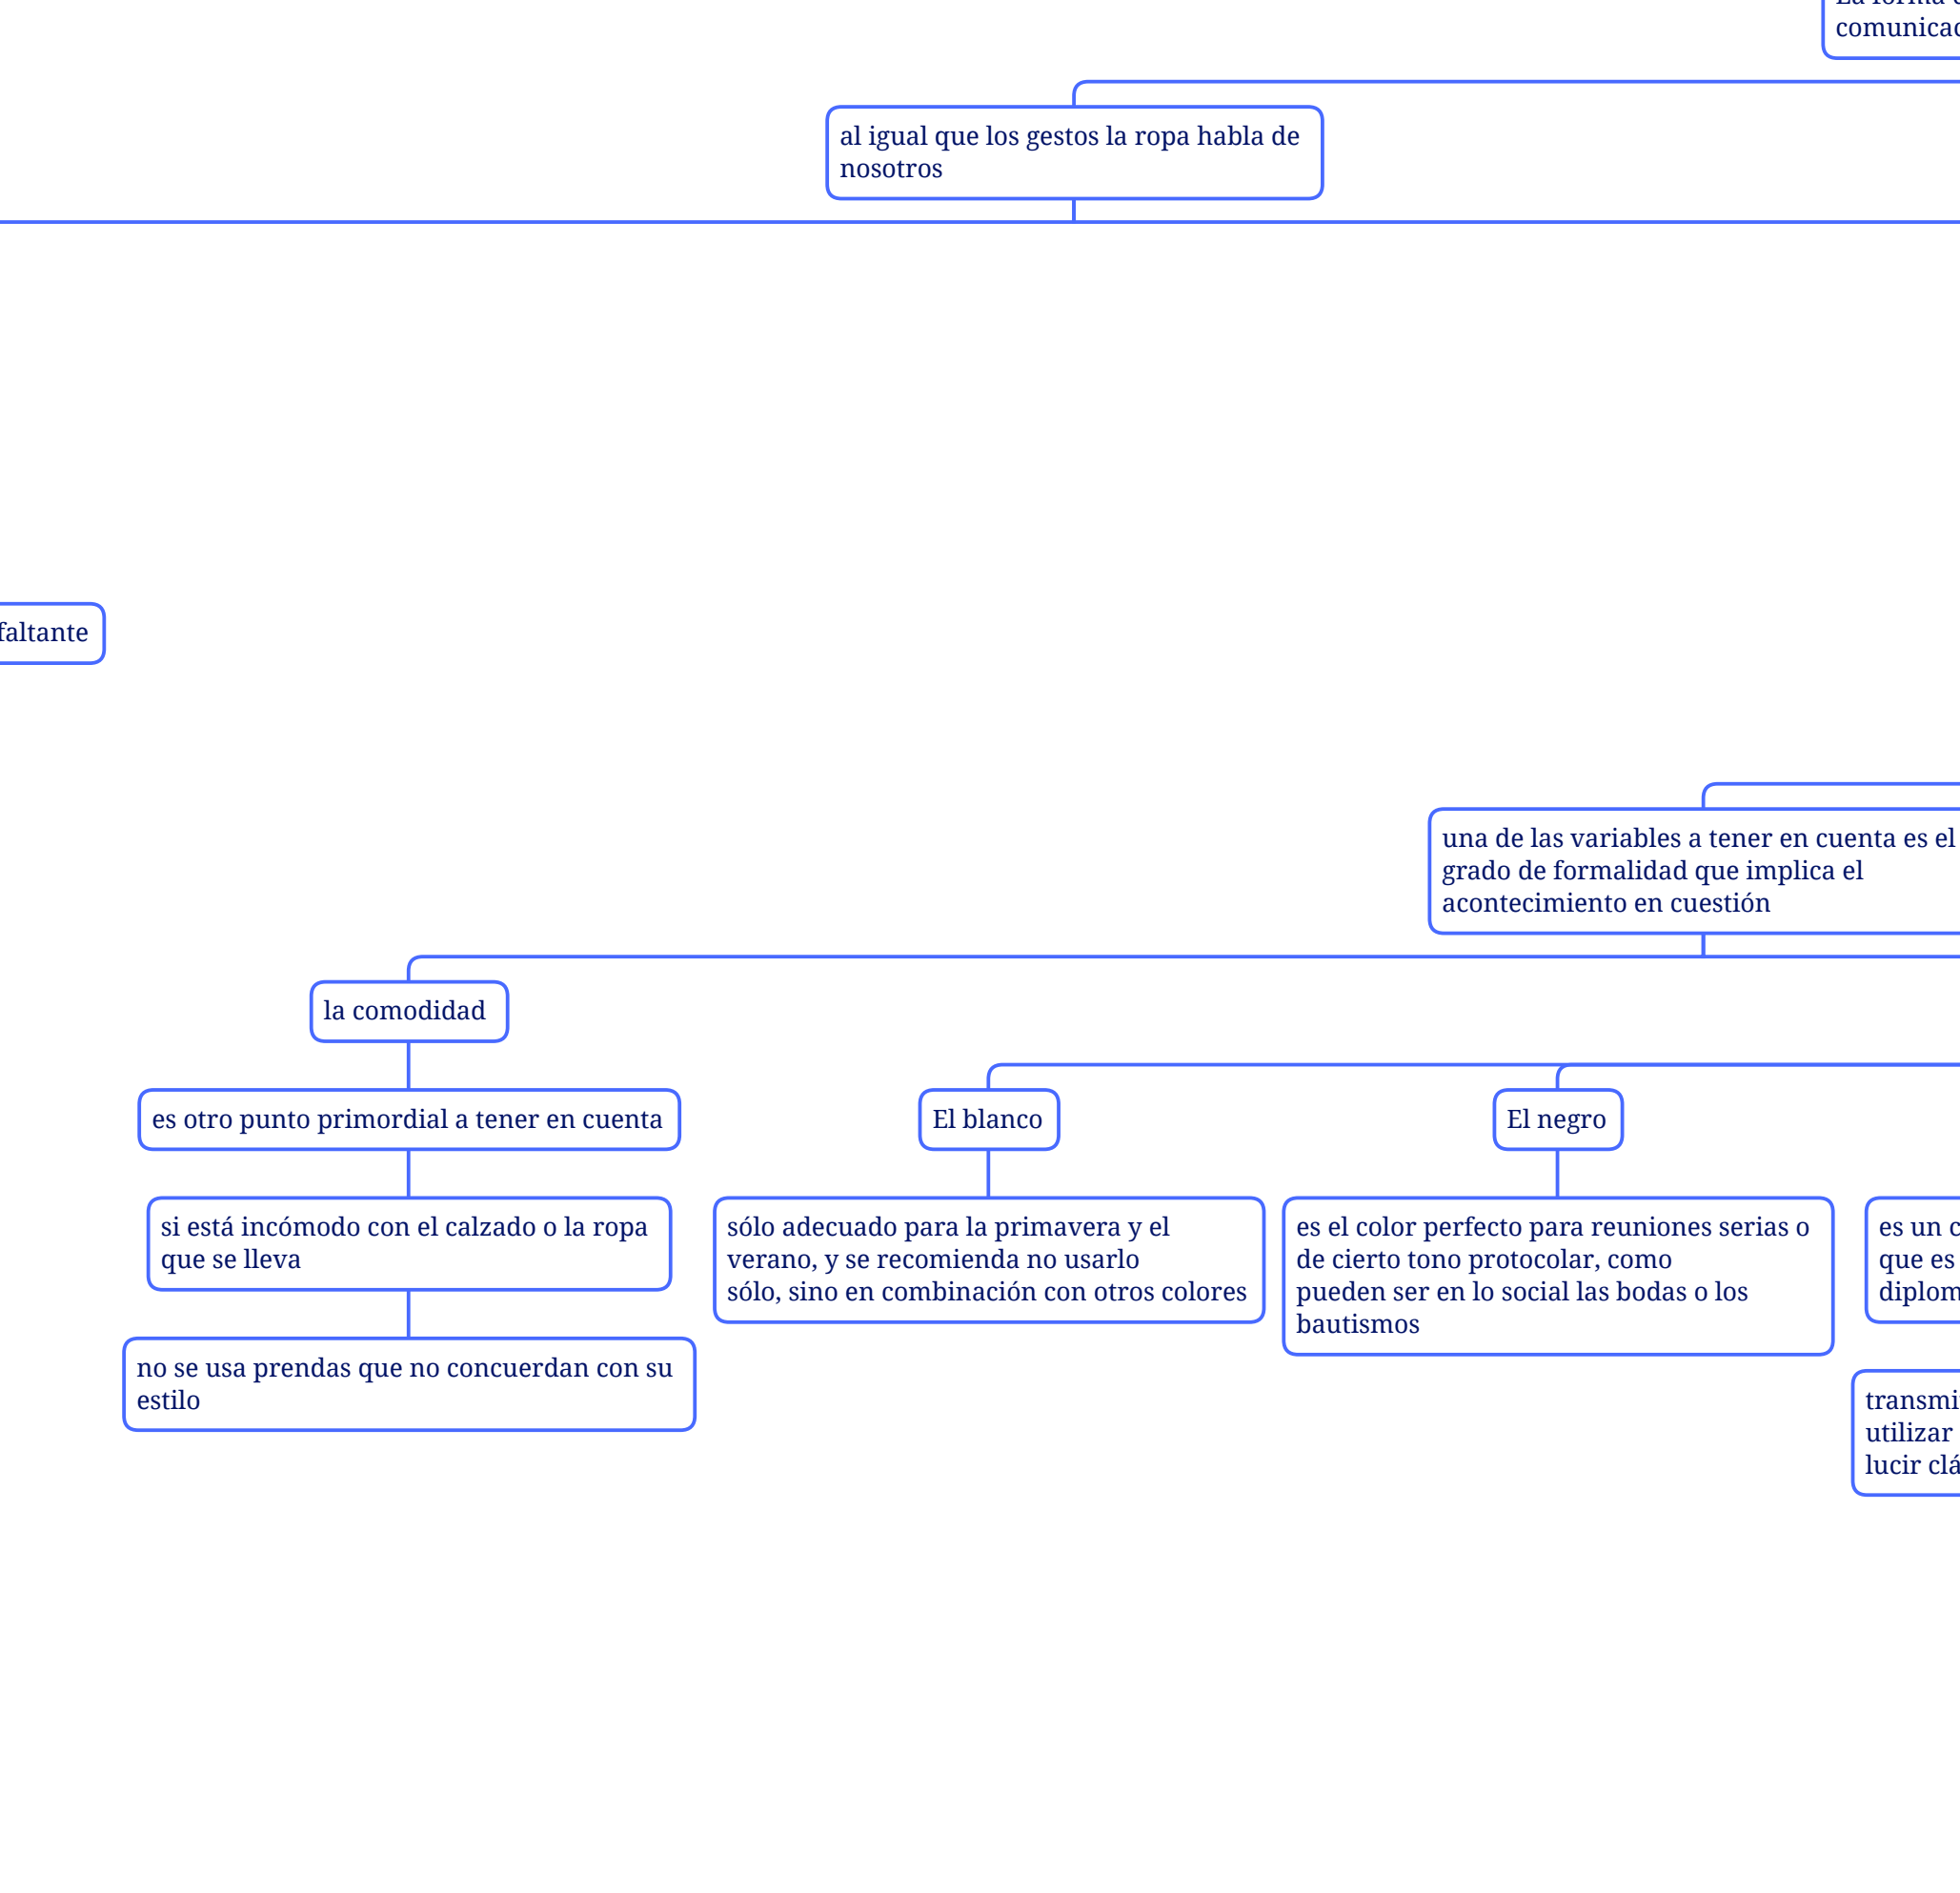 comunicac
al igual que los gestos la ropa habla de
nosotros
faltante
una de las variables a tener en cuenta es el
grado de formalidad que implica el
acontecimiento en cuestión
la comodidad
es otro punto primordial a tener en cuenta
si está incómodo con el calzado o la ropa
que se lleva
no se usa prendas que no concuerdan con su
estilo
El blanco
sólo adecuado para la primavera y el
verano, y se recomienda no usarlo
sólo, sino en combinación con otros colores
El negro
es el color perfecto para reuniones serias o
de cierto tono protocolar, como
pueden ser en lo social las bodas o los
bautismos
es un c
que es
diplom
transmi
utilizar
lucir clá